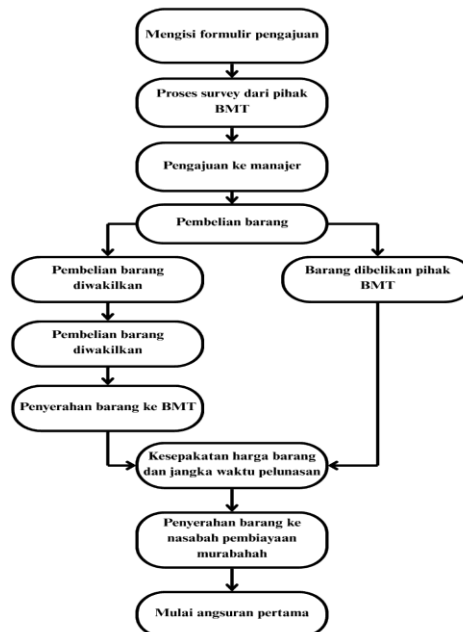 Mengisi formulir pengajuan
Proses survey dari pihak
BMT
Pengajuan ke manajer
Pembelian barang
Pembelian barang
diwakilkan
Barang dibelikan pihak
BMT
Pembelian barang
diwakilkan
Penyerahan barang ke BMT
Kesepakatan harga barang
dan jangka waktu pelunasan
Penyerahan barang ke
nasabah pembiayaan
murabahah
Mulai angsuran pertama